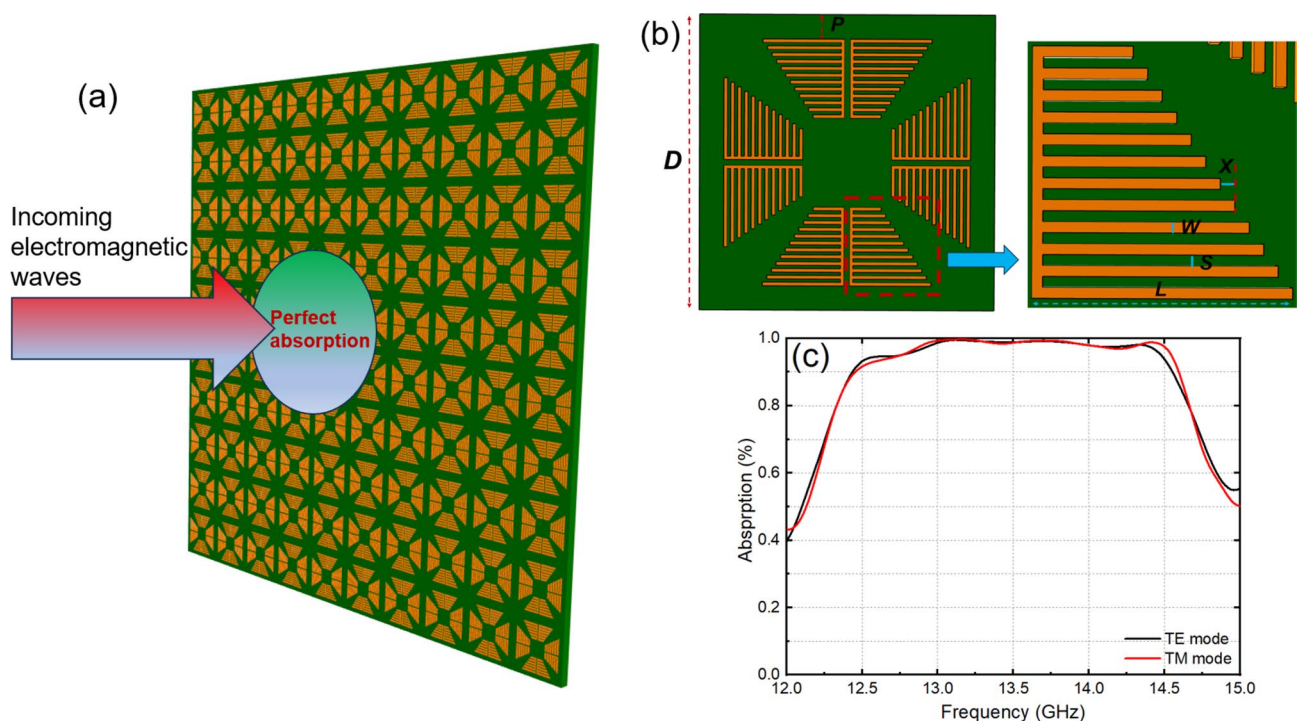 (a)
Incoming
electromagnetic
waves
Perfect
absorption
(b)
P
D
X
W
S
L
(c)
1.0
0.8
0.6
0.4
0.2
0.0
Absprption (%)
TE mode
TM mode
12.0 12.5 13.0 13.5 14.0 14.5 15.0
Frequency (GHz)